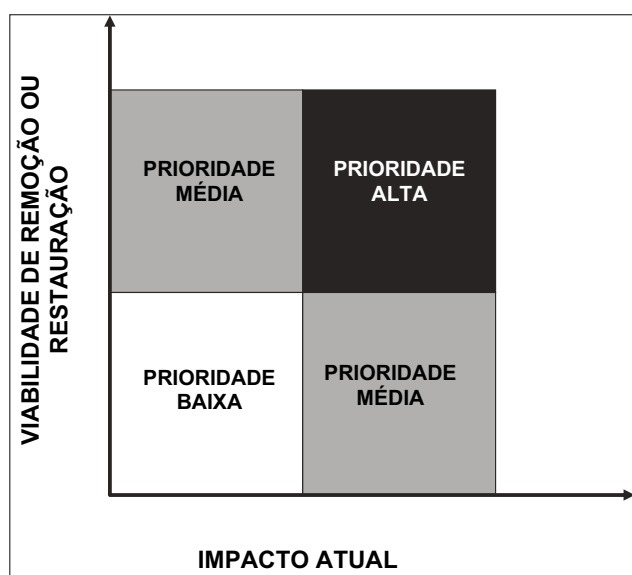 VIABILIDADE DE REMOÇÃO OU
RESTAURAÇÃO
PRIORIDADE
MÉDIA
PRIORIDADE
ALTA
PRIORIDADE
BAIXA
PRIORIDADE
MÉDIA
IMPACTO ATUAL